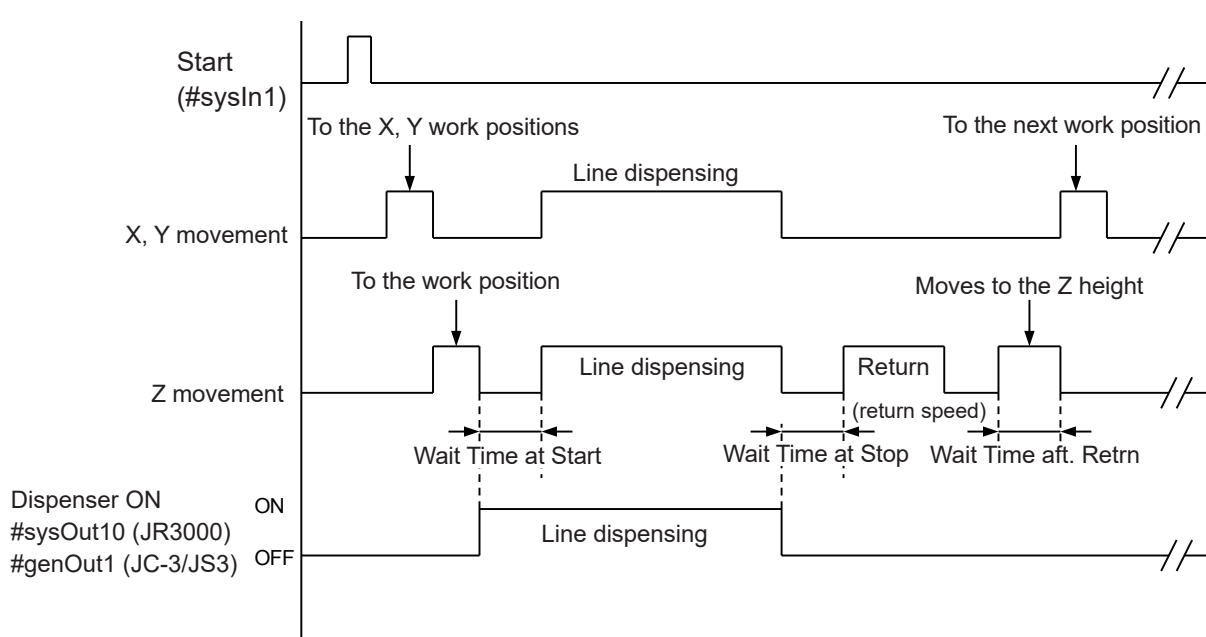 Start
(#sysIn1)
To the X, Y work positions
To the next work position
Line dispensing
X, Y movement
To the work position
Moves to the Z height
Line dispensing
Return
Z movement
(return speed)
Wait Time at Start
Wait Time at Stop
Wait Time aft. Retrn
Dispenser ON
#sysOut10 (JR3000)
#genOut1 (JC-3/JS3)
ON
OFF
Line dispensing